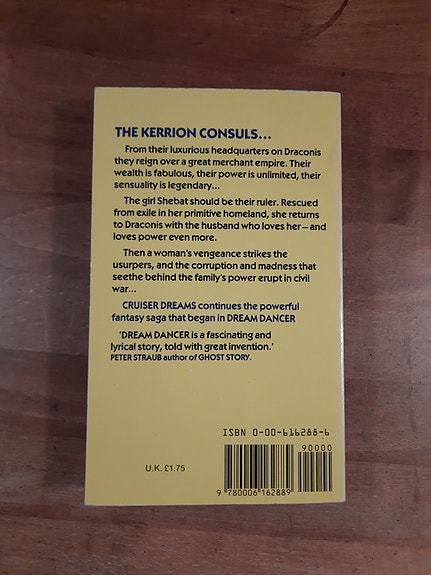 THE KERRION CONSULS...
From their luxurious headquarters on Draconis
they reign over a great merchant empire. Their
wealth is fabulous, their power is unlimited, their
sensuality is legendary...
The girl Shebat should be their ruler. Rescued
from exile in her primitive homeland, she returns
to Draconis with the husband who loves her – and
loves power even more.
Then a woman's vengeance strikes the
usurpers, and the corruption and madness that
seethe behind the family's power erupt in civil
war...
CRUISER DREAMS continues the powerful
fantasy saga that began in DREAM DANCER
'DREAM DANCER is a fascinating and
lyrical story, told with great invention.'
PETER STRAUB author of GHOST STORY.
ISBN 0-00-616288-6
90000
U.K. £1.75
9 780006 162889